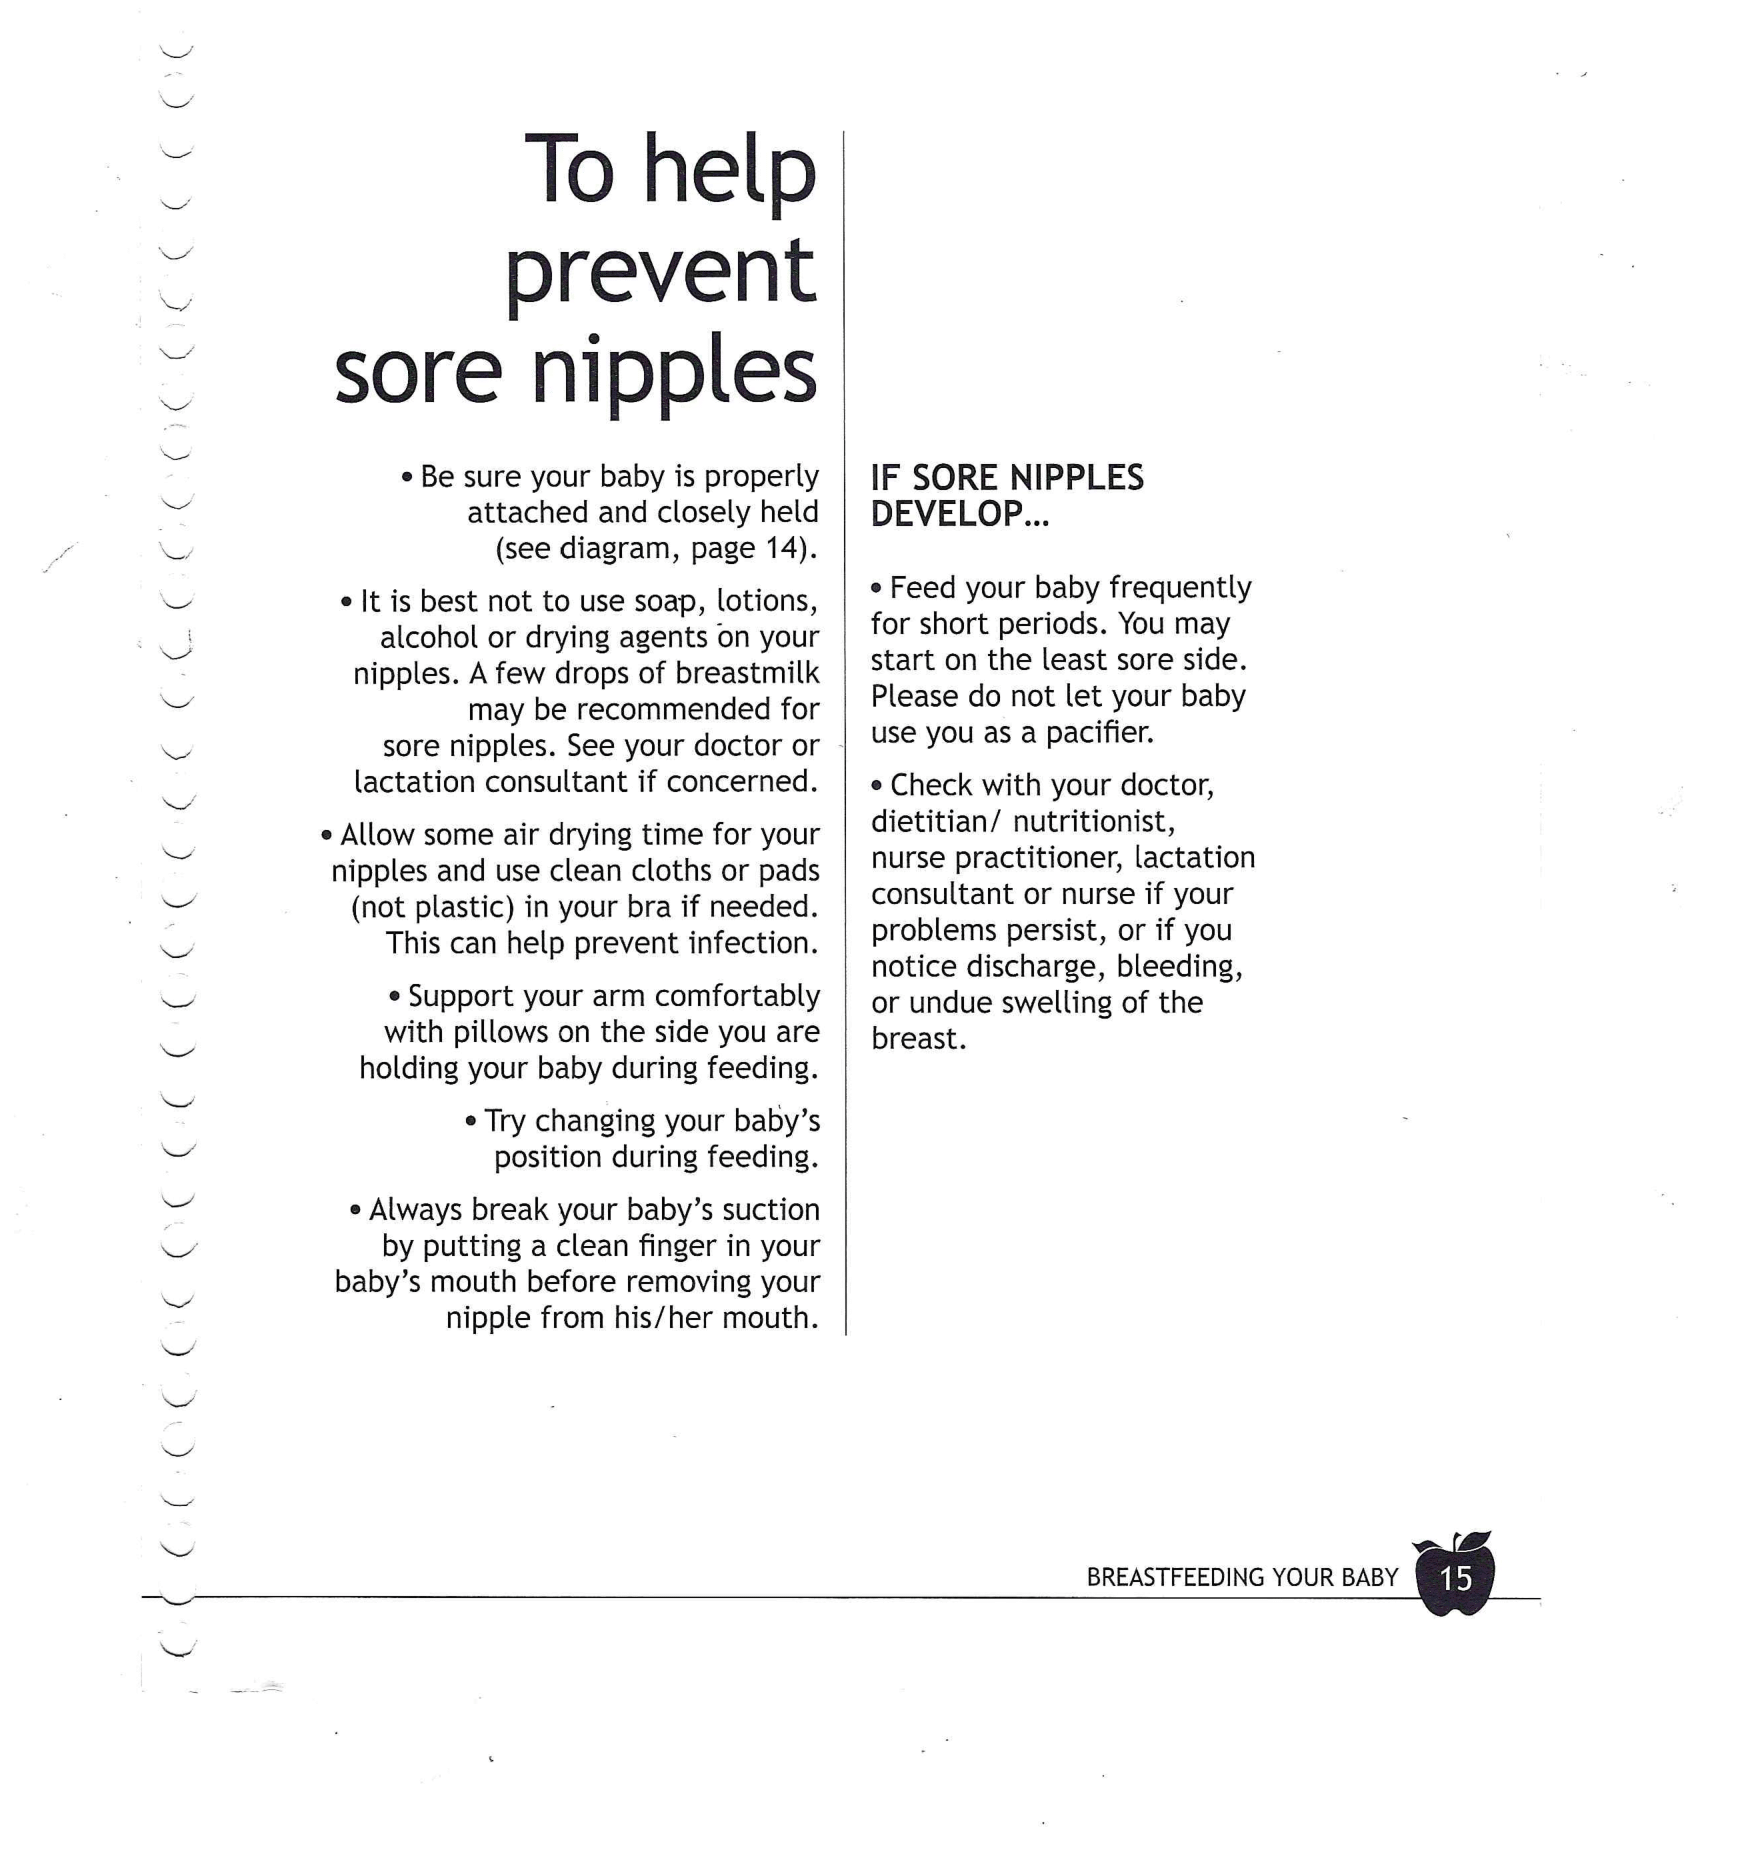 To help
prevent
sore nipples
• Be sure your baby is properly
attached and closely held
(see diagram, page 14).
• It is best not to use soap, lotions,
alcohol or drying agents on your
nipples. A few drops of breastmilk
may be recommended for
sore nipples. See your doctor or
lactation consultant if concerned.
• Allow some air drying time for your
nipples and use clean cloths or pads
(not plastic) in your bra if needed.
This can help prevent infection.
• Support your arm comfortably
with pillows on the side you are
holding your baby during feeding.
• Try changing your baby's
position during feeding.
• Always break your baby's suction
by putting a clean finger in your
baby's mouth before removing your
nipple from his/her mouth.
IF SORE NIPPLES
DEVELOP...
• Feed your baby frequently
for short periods. You may
start on the least sore side.
Please do not let your baby
use you as a pacifier.
• Check with your doctor,
dietitian/ nutritionist,
nurse practitioner, lactation
consultant or nurse if your
problems persist, or if you
notice discharge, bleeding,
or undue swelling of the
breast.
BREASTFEEDING YOUR BABY 15